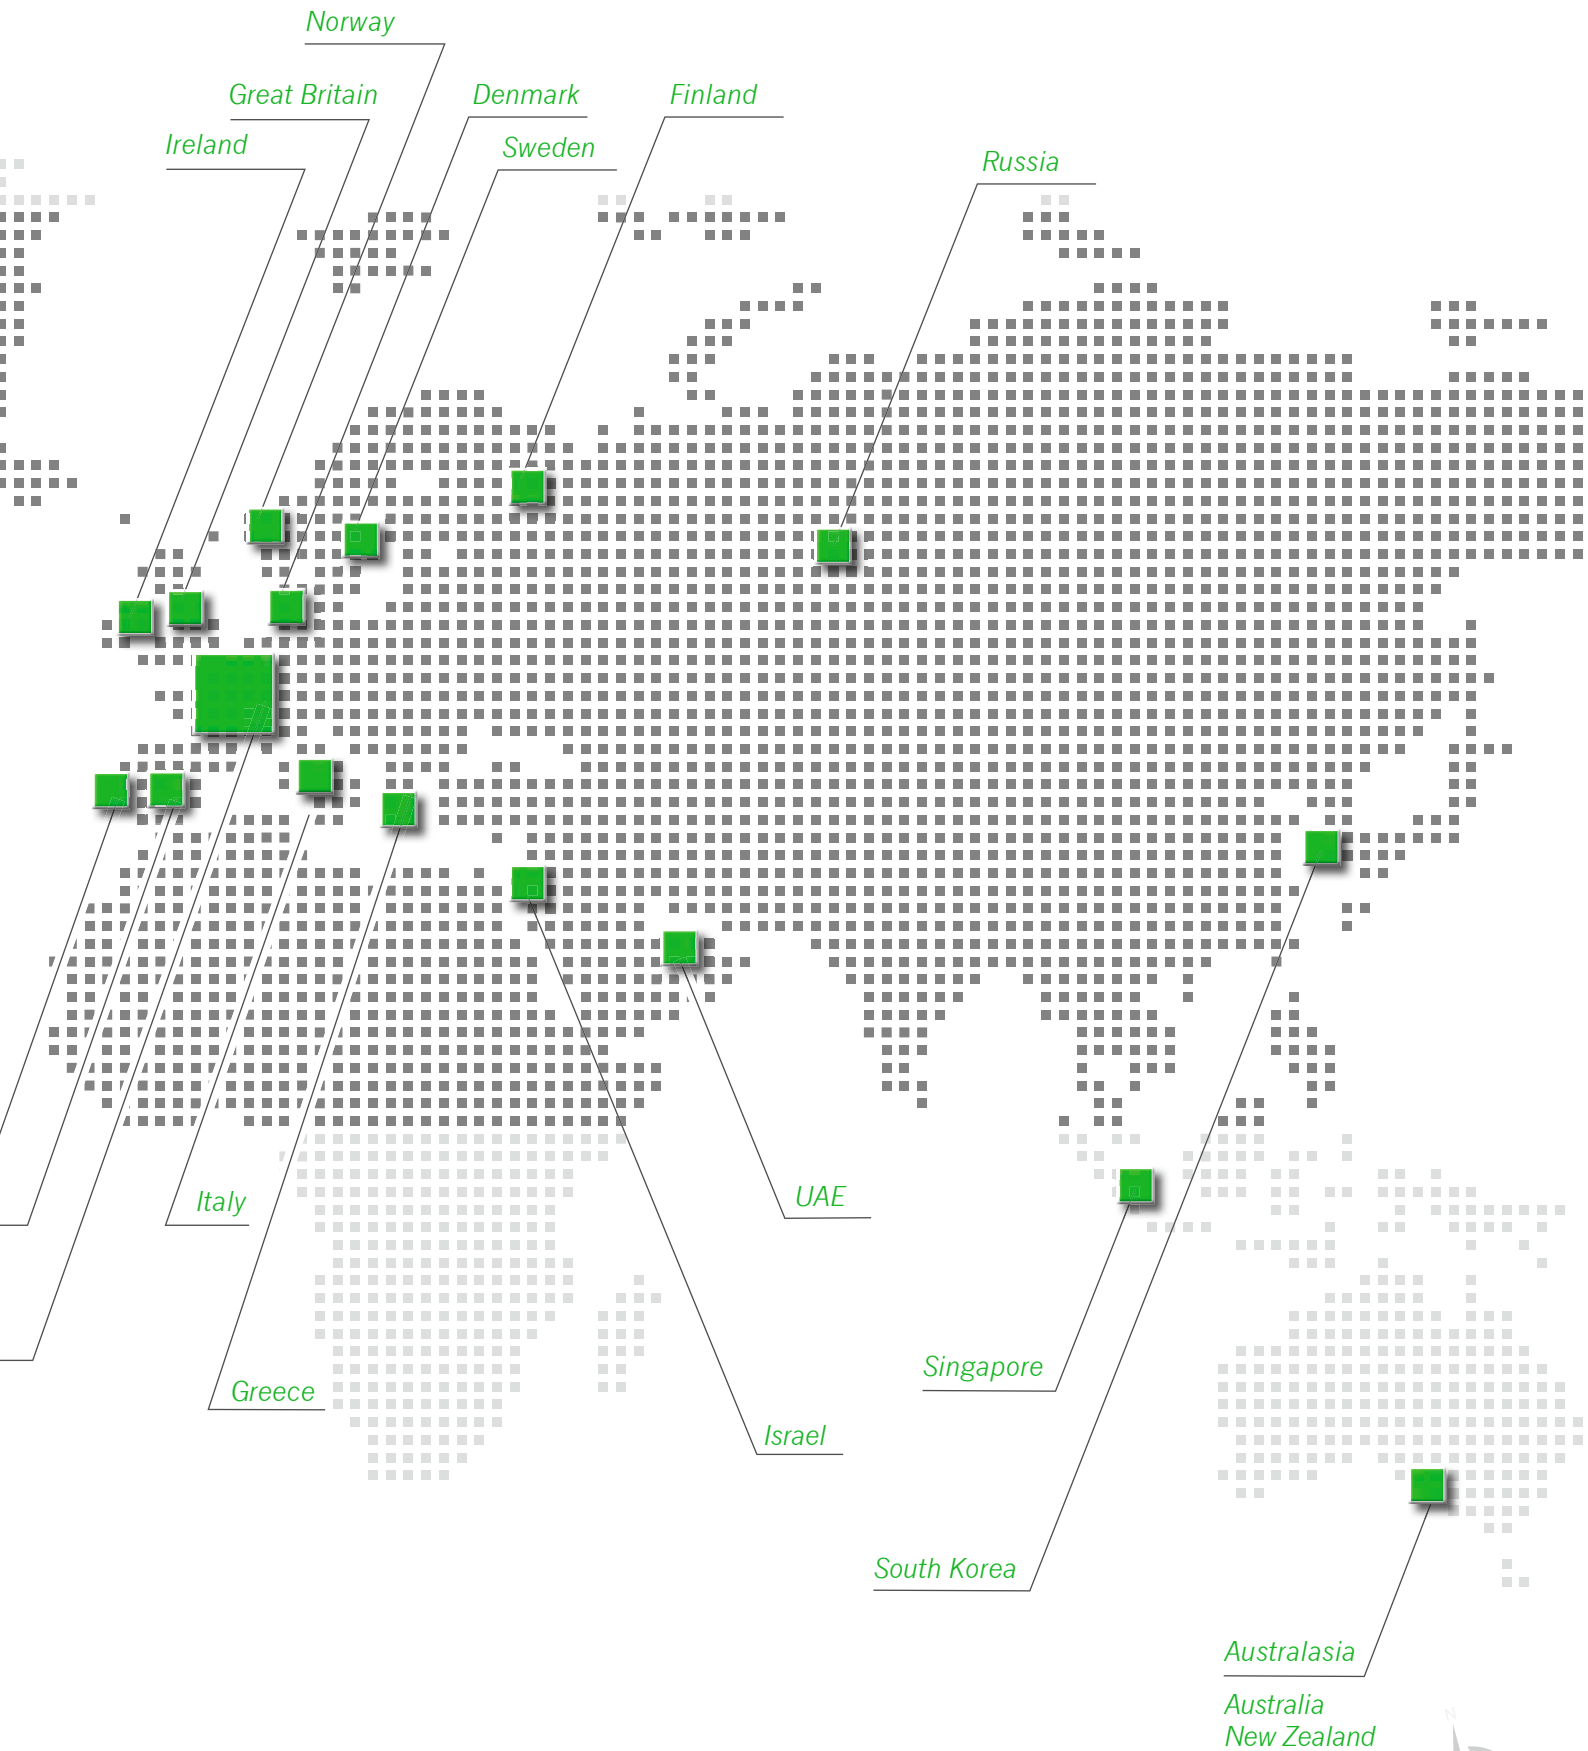 Norway
Great Britain
Denmark
Finland
Ireland
Sweden
Russia
Italy
UAE
Singapore
Greece
Israel
South Korea
Australasia
Australia
New Zealand
N